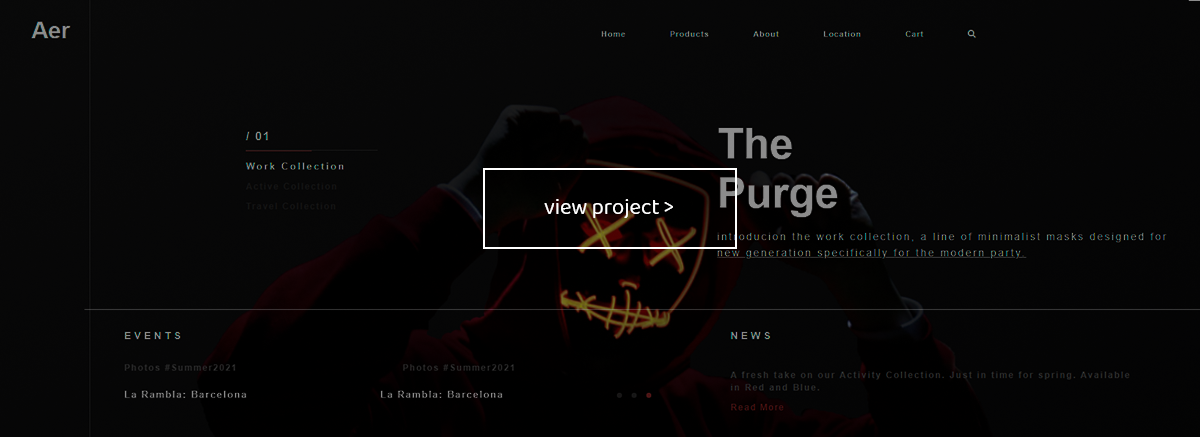 Aer
Home Products About Location Cart
/ 01
Work Collection
Active Collection
Travel Collection
The
Purge
view project >
introducion the work collection, a line of minimalist masks designed for
new generation specifically for the modern party.
EVENTS
NEWS
Photos #Summer2021 Photos #Summer2021
La Rambla: Barcelona La Rambla: Barcelona
A fresh take on our Activity Collection. Just in time for spring. Available
in Red and Blue.
Read More